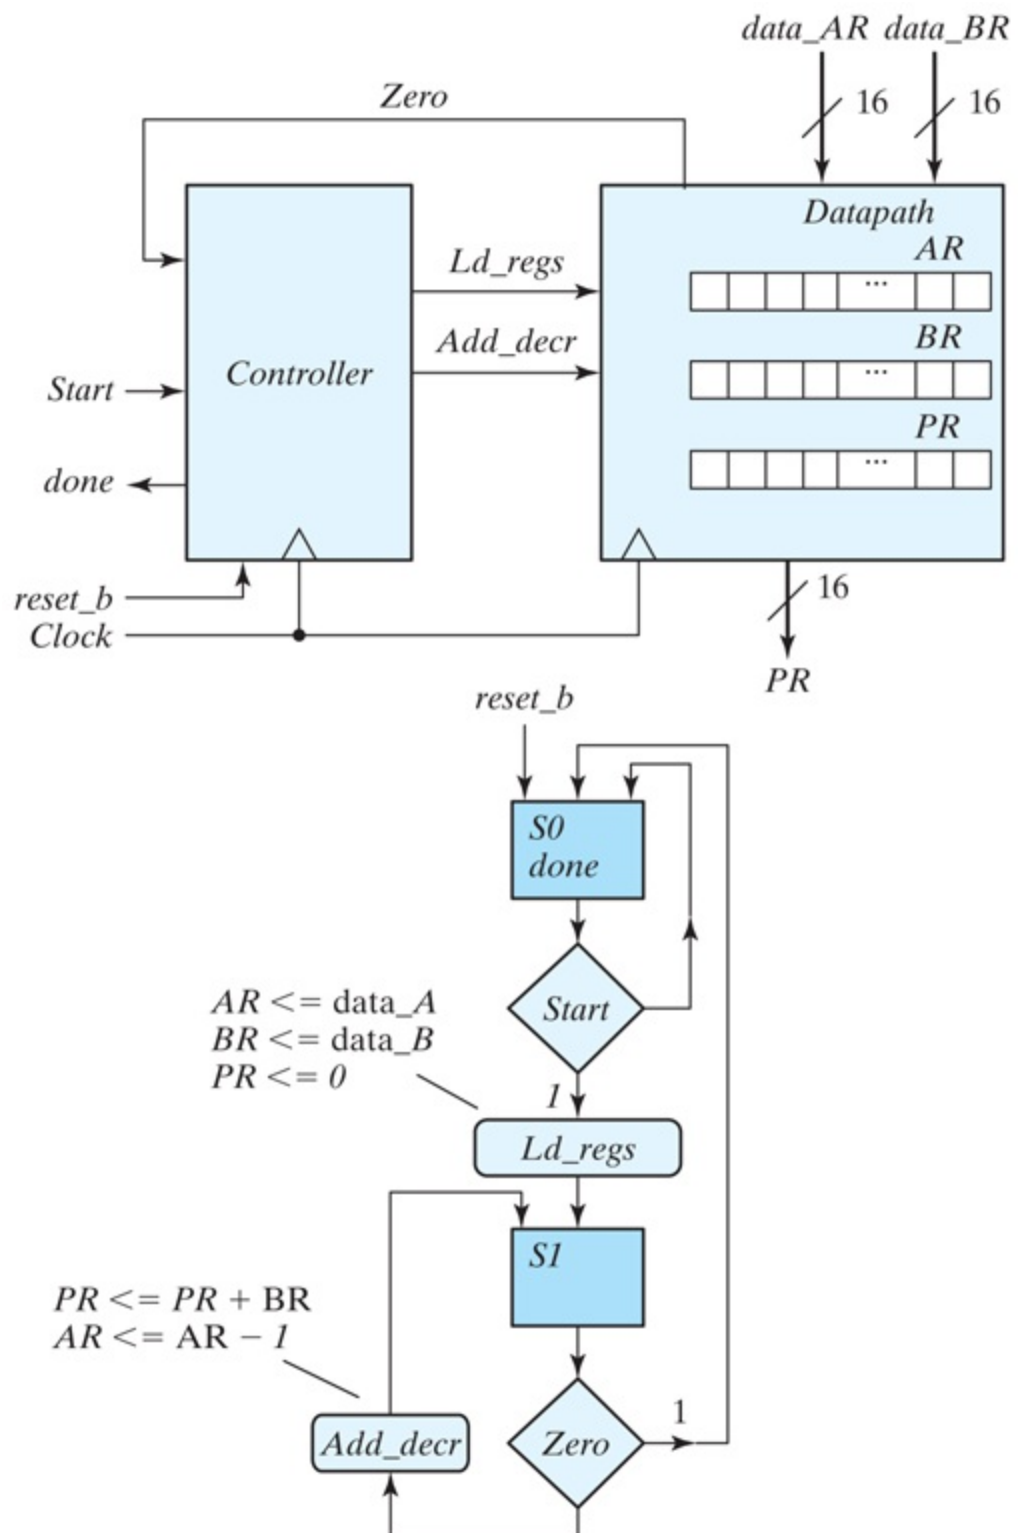 data_AR data_BR
Zero
16
16
Datapath
AR
...
Ld_regs
BR
...
Add_decr
Controller
Start
PR
...
done
reset_b
16
Clock
PR
reset_b
S0
done
AR <= data_A
Start
BR <= data_B
PR <= 0
1
Ld_regs
S1
PR <= PR + BR
AR <= AR − 1
1
Add_decr
Zero